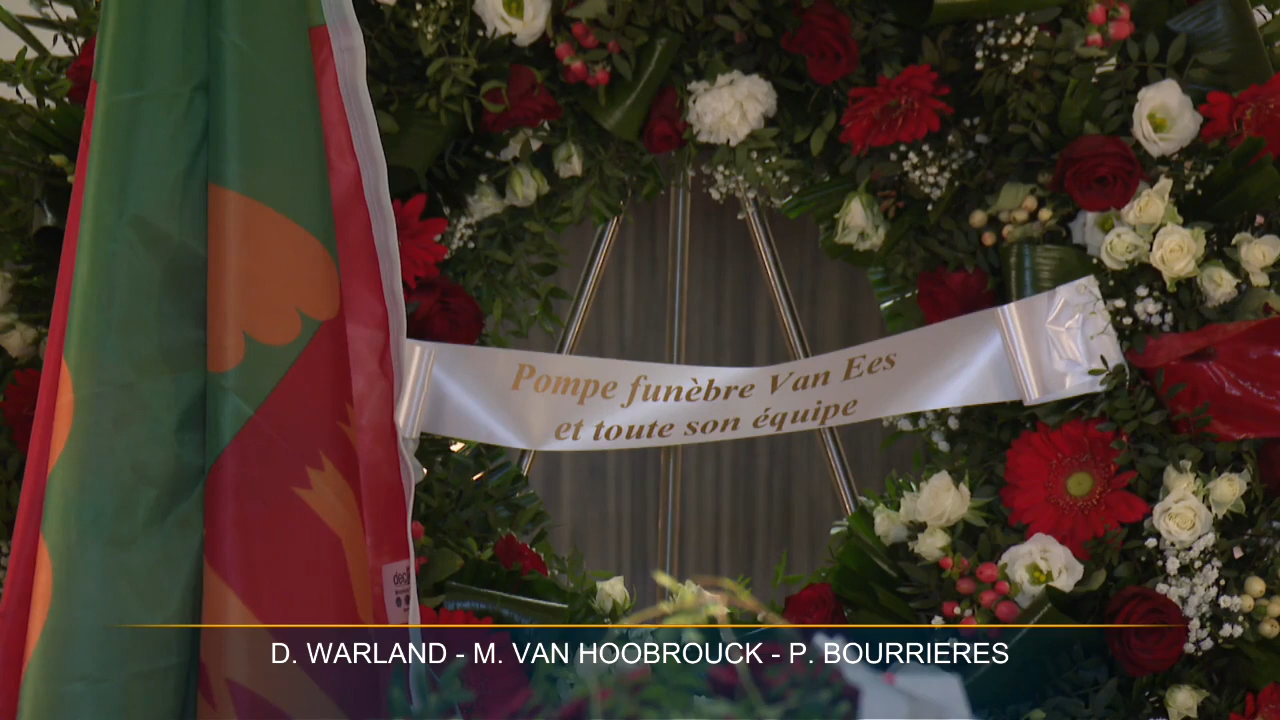 Pompe funèbre Van Ees
et toute son équipe
D. WARLAND - M. VAN HOOBROUCK - P. BOURRIERES